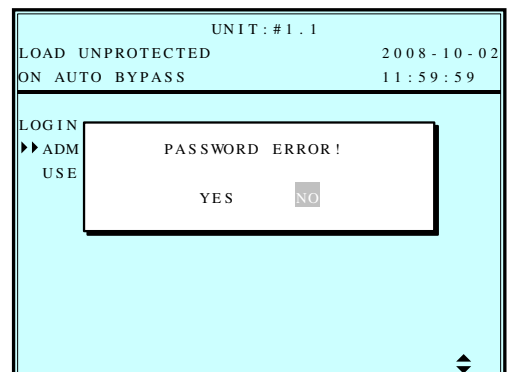 UNIT:#1.1
LOAD UNPROTECTED 2008-10-02
ON AUTO BYPASS 11:59:59
LOGIN
ADM
USE
PASSWORD ERROR!
YES NO